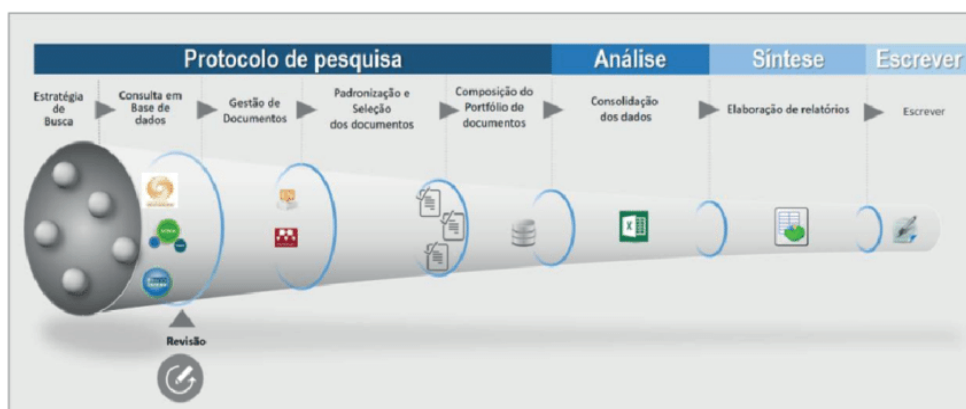 Protocolo de pesquisa
Análise
Síntese
Escrever
Estratégia
de
Busca
Consulta em
Base de
dados
Gestão de
Documentos
Padronização e
Seleção
dos documentos
Composição do
Portfólio de
documentos
Consolidação
dos dados
Elaboração de relatórios
Escrever
Revisão